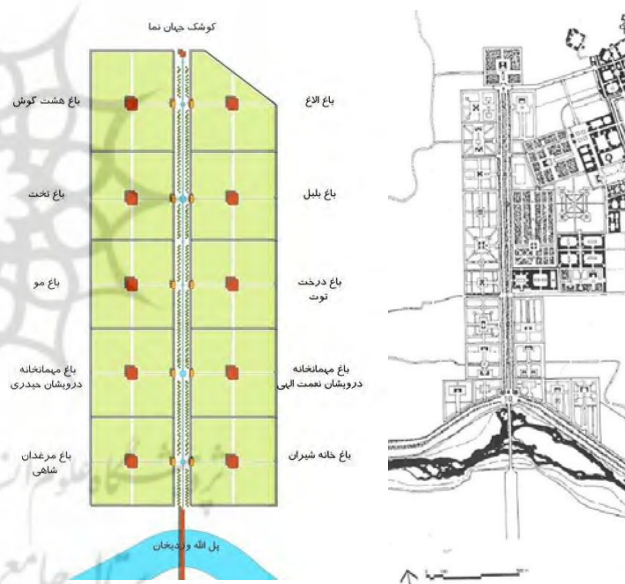 کوشک جهان نما
باغ الاغ
باغ هشت گوش
باغ بلبل
باغ تخت
باغ درخت
توت
باغ مو
باغ مهمانخانه
درویشان نعمت الهی
باغ مهمانخانه
درویشان حیدری
باغ خانه شیران
باغ مرغدان
شاهی
پل الله وردیخان